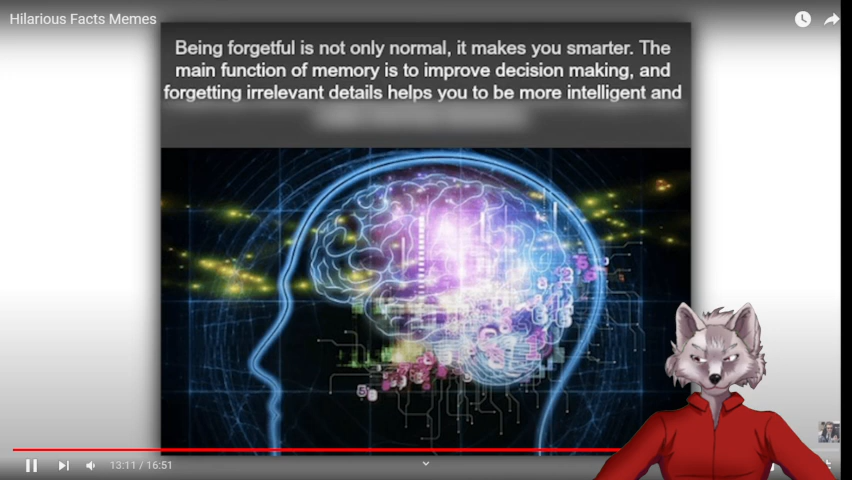 Hilarious Facts Memes
Being forgetful is not only normal, it makes you smarter. The
main function of memory is to improve decision making, and
forgetting irrelevant details helps you to be more intelligent and
13:11 / 16:51